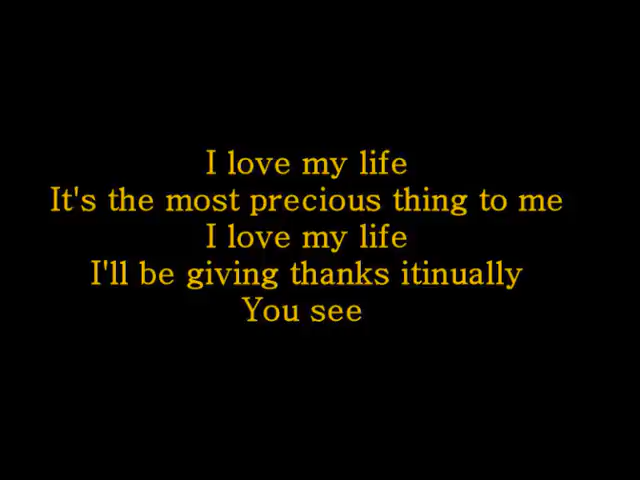 I love my life
It's the most precious thing to me
I love my life
I'll be giving thanks itinually
You see